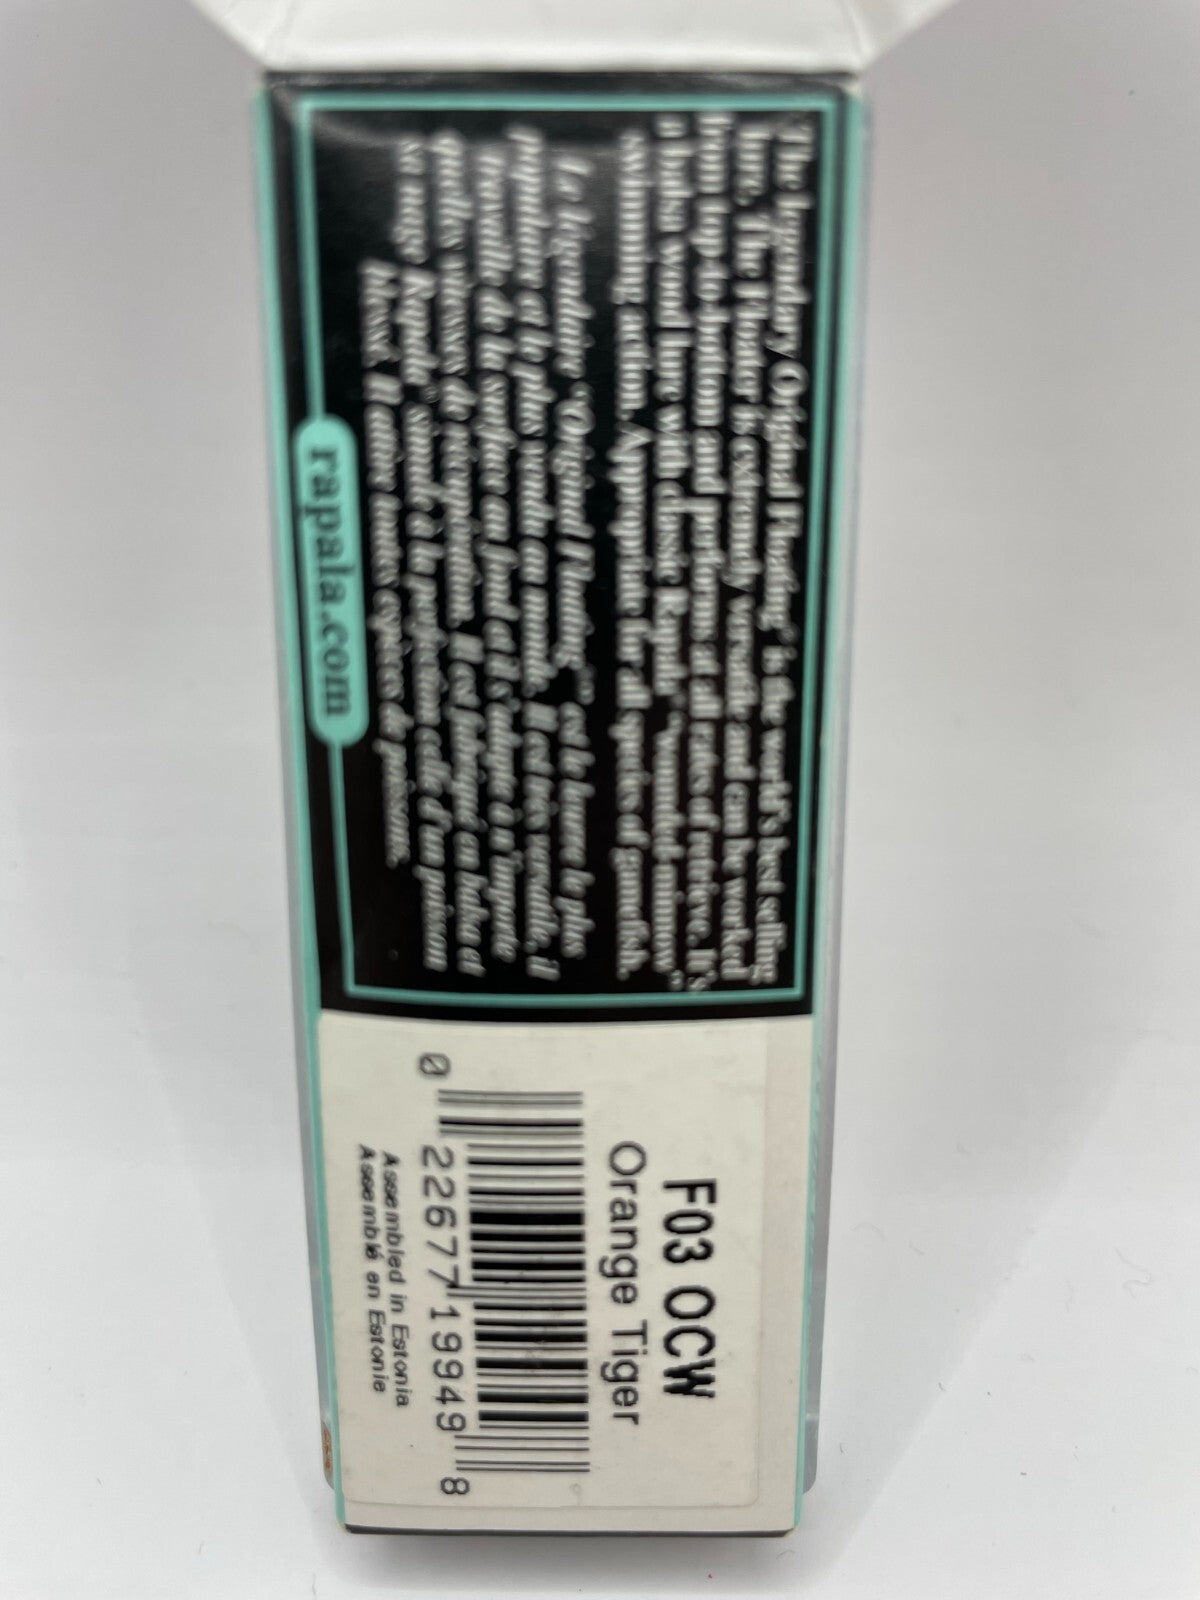 The legendary Original Floating® is the world's best selling
lure. The Floater is extremely versatile and can be worked
from top to bottom and performs at all rates of retrieve. It's
a balsa wood lure with classic Rapala® "wounded-minnow"
swimming action. Appropriate for all species of gamefish.
La légendaire "Original Floating" est le leurre le plus
populaire et le plus vendu au monde. Il est très versatile, il
travaille de la surface au fond et il s'adapte à n'importe
quelles vitesses de récupération. Il est fabriqué en balsa et
sa nage Rapala® simule à la perfection celle d'un poisson
blessé. Il attire toutes espèces de poissons.
rapala.com
F03 OCW
Orange Tiger
0 22677 19949 8
Assembled in Estonia
Assemblé en Estonie